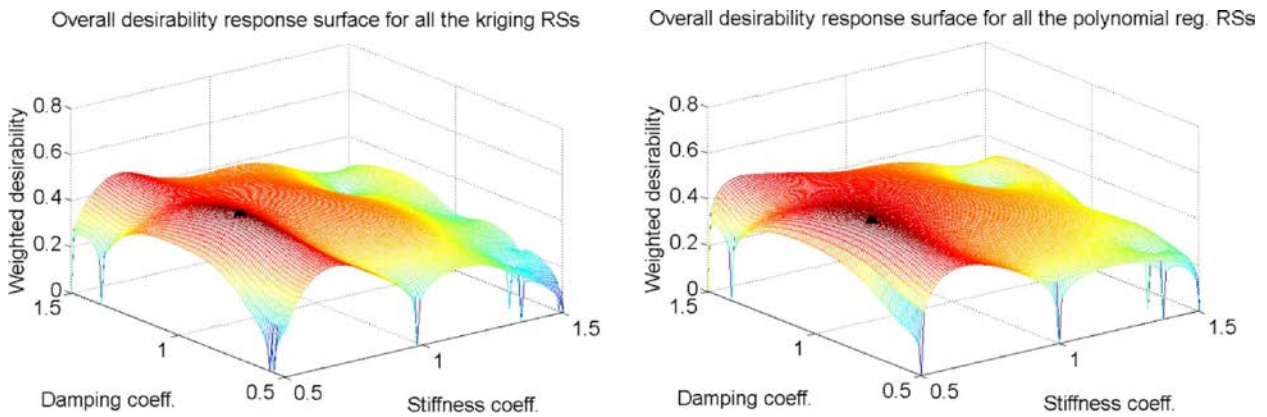 Overall desirability response surface for all the kriging RSs
Weighted desirability
0.8
0.6
0.4
0.2
0
1.5
1
0.5
Damping coeff.
0.5
1
1.5
Stiffness coeff.
Overall desirability response surface for all the polynomial reg. RSs
Weighted desirability
0.8
0.6
0.4
0.2
0
1.5
1
0.5
Damping coeff.
0.5
1
1.5
Stiffness coeff.